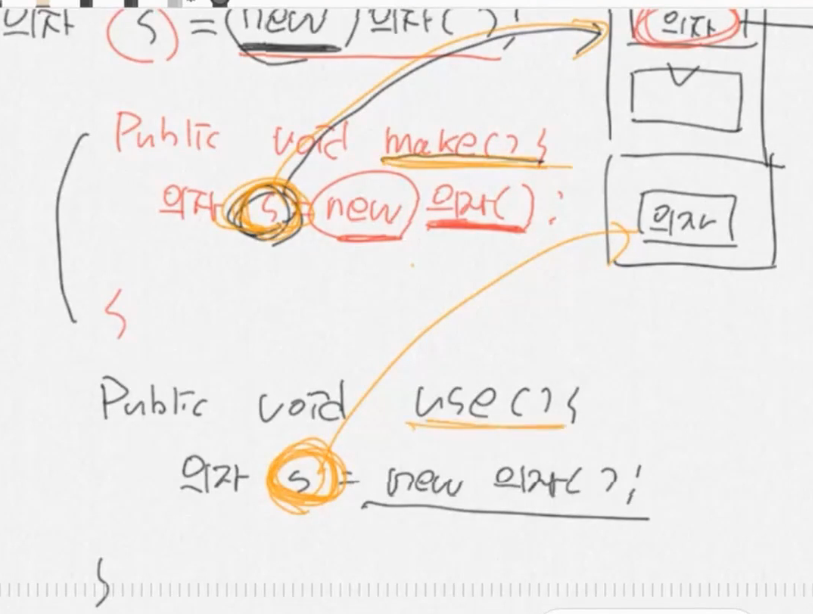 의자 s = new 의자( );
의자
Public void make() {
의자 s = new 의자();
의자
}
Public void use() {
의자 s = new 의자( );
}